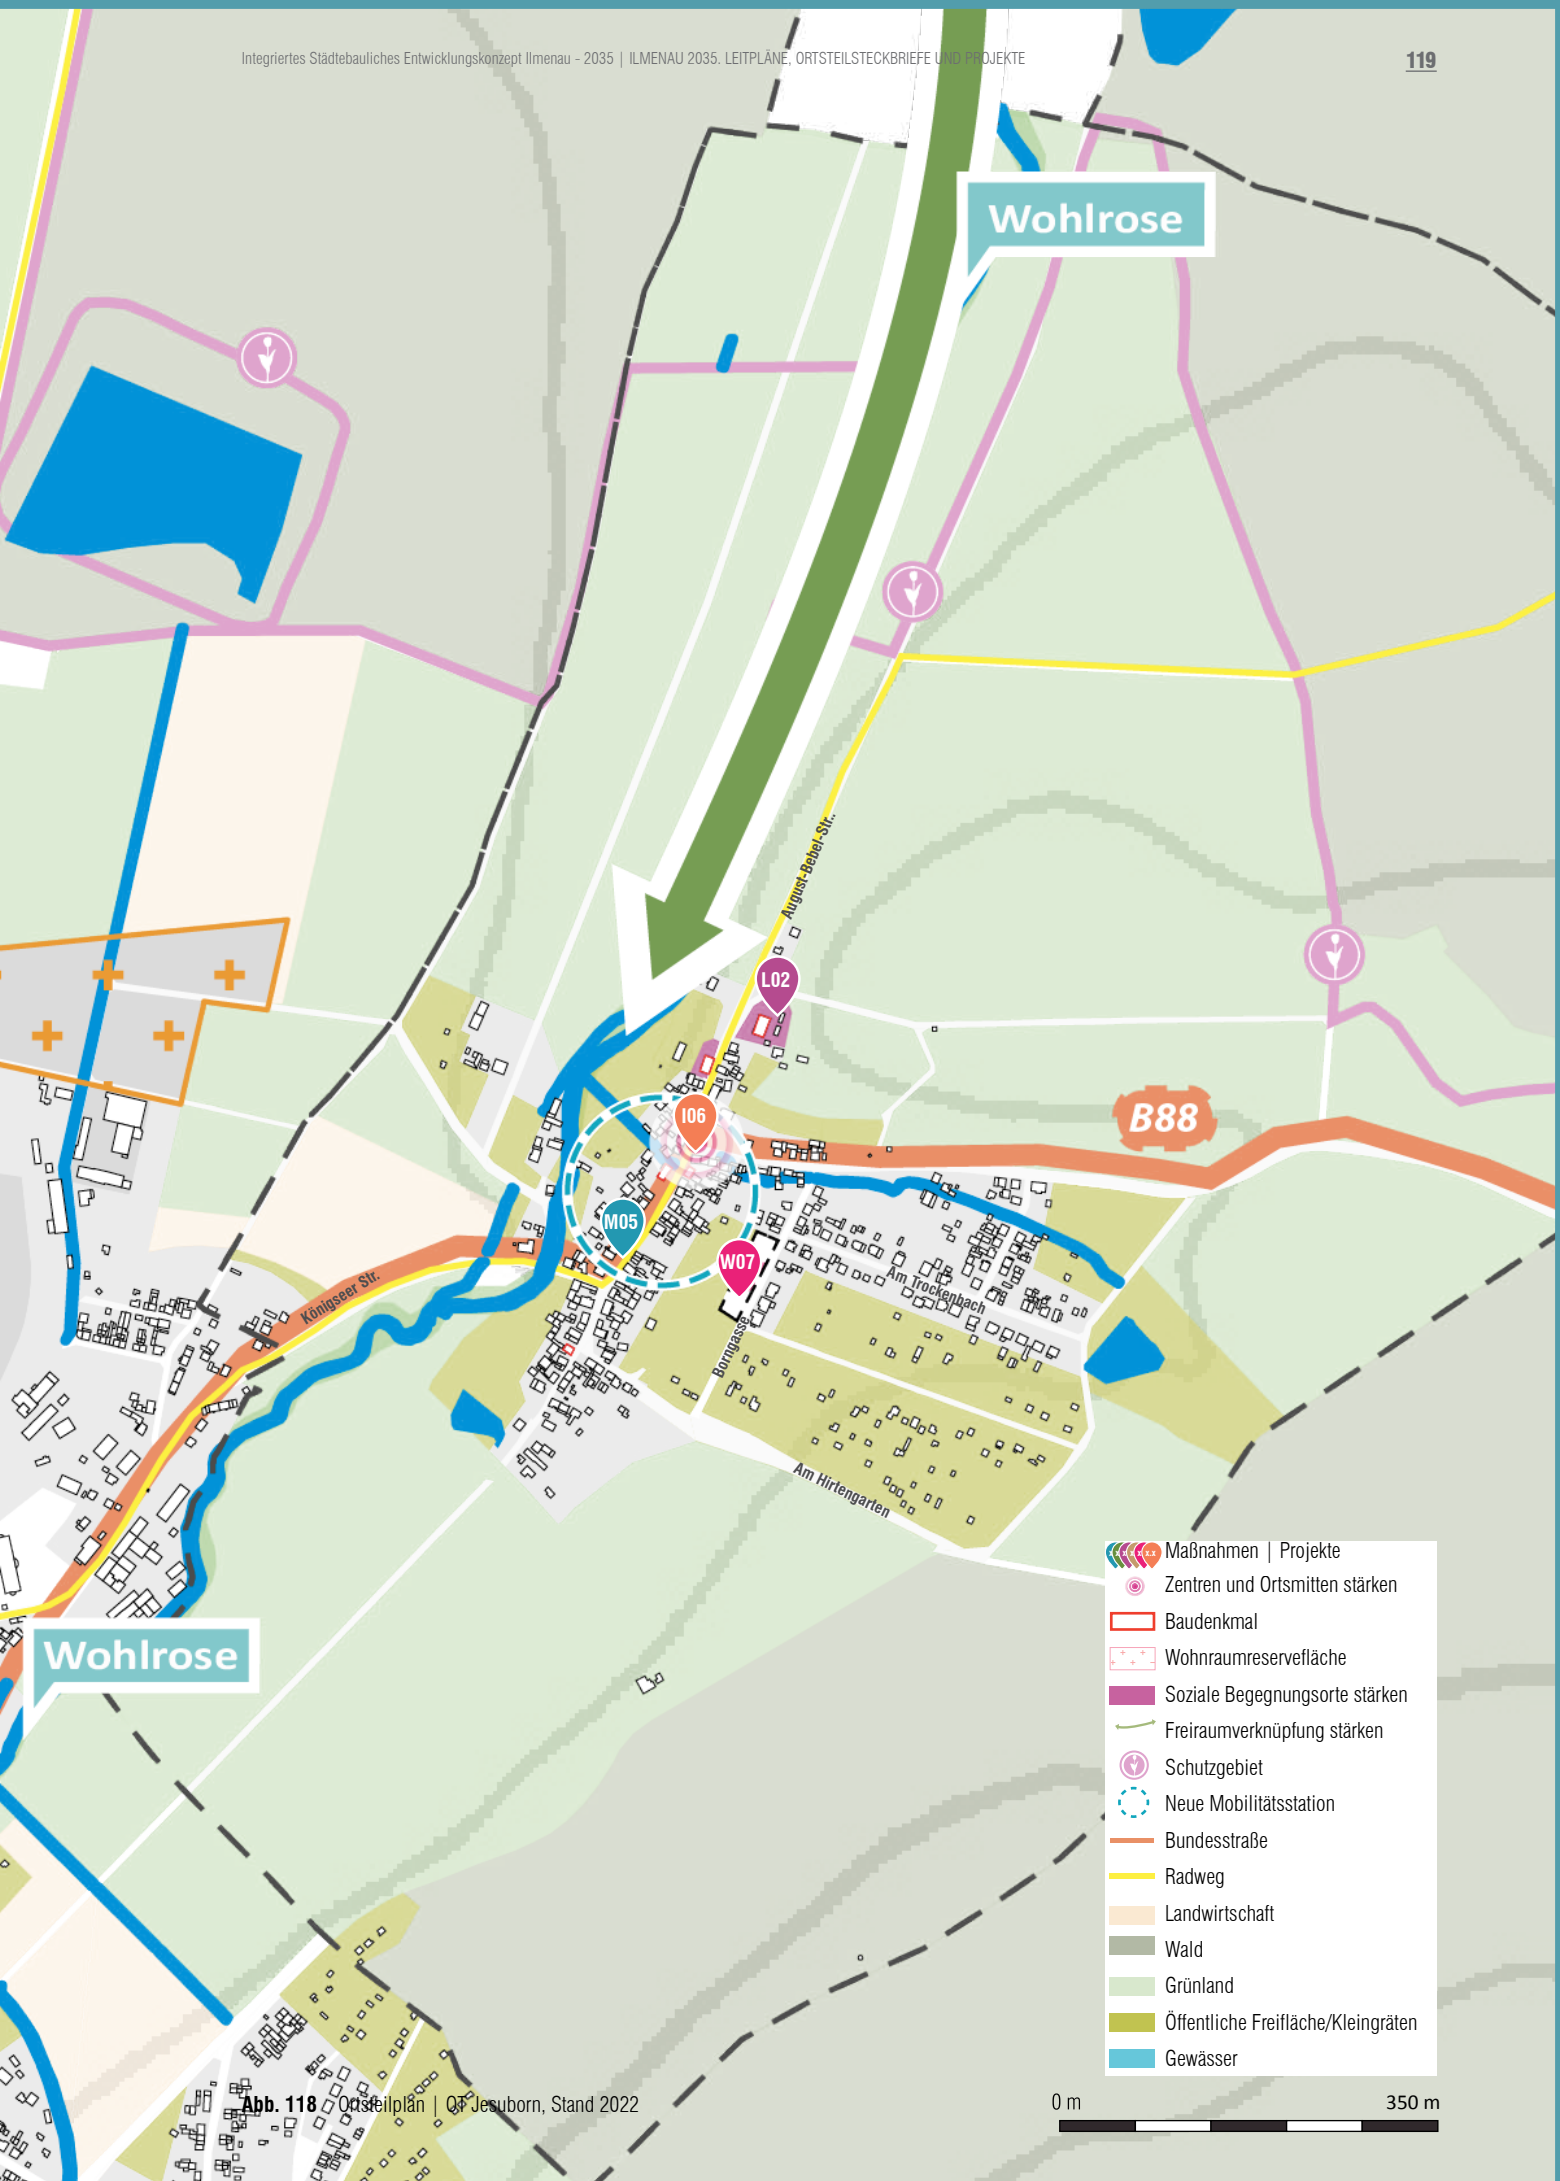 Integriertes Städtebauliches Entwicklungskonzept Ilmenau - 2035 | ILMENAU 2035. LEITPLÄNE, ORTSTEILSTECKBRIEFE UND PROJEKTE
119
Wohlrose
August-Bebel-Str..
L02
I06
B88
M05
W07
Am Trockenbach
Königseer Str.
Borngasse
Am Hirtengarten
Wohlrose
Maßnahmen | Projekte
Zentren und Ortsmitten stärken
Baudenkmal
Wohnraumreservefläche
Soziale Begegnungsorte stärken
Freiraumverknüpfung stärken
Schutzgebiet
Neue Mobilitätsstation
Bundesstraße
Radweg
Landwirtschaft
Wald
Grünland
Öffentliche Freifläche/Kleingräten
Gewässer
Abb. 118 Ortsteilplan | OT Jesuborn, Stand 2022
0 m 350 m